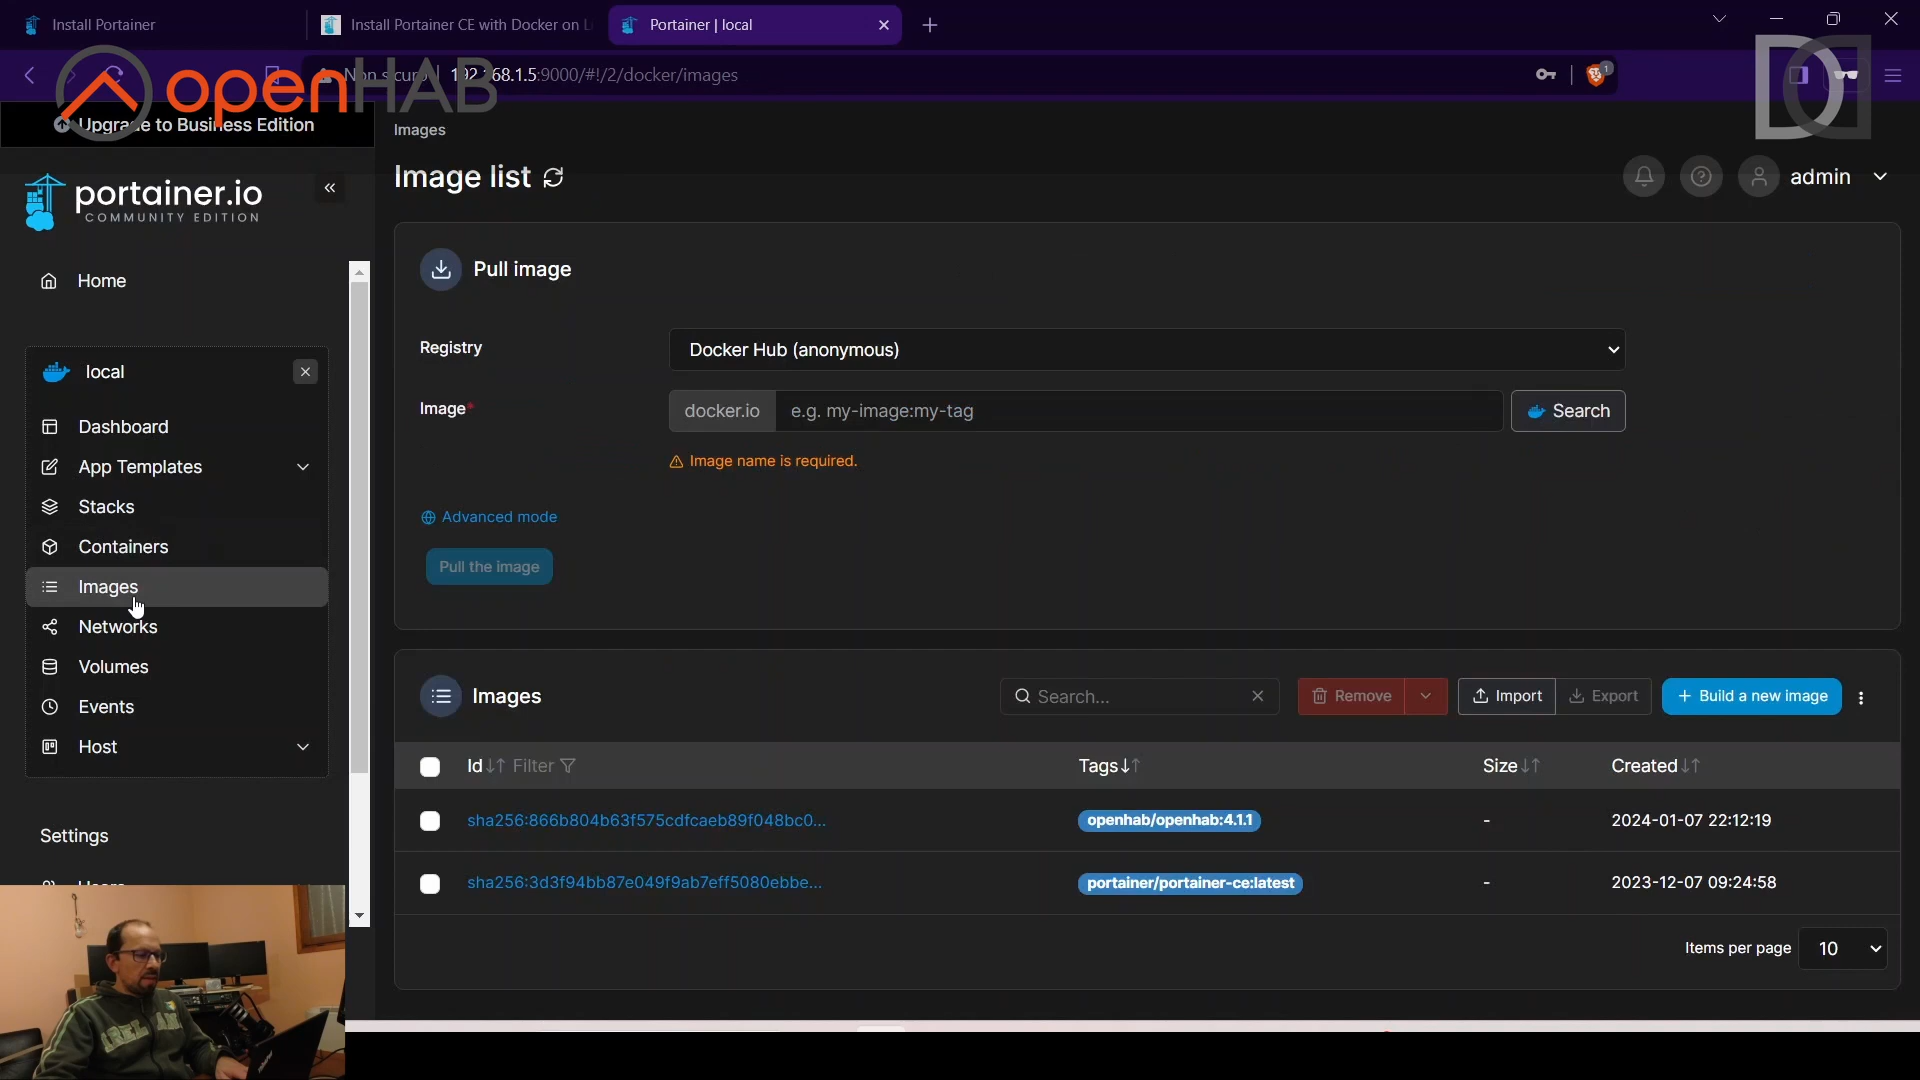 Install Portainer
Install Portainer CE with Docker on
Portainer | local
openHAB
192.168.1.5:9000/#!/2/docker/images
1
Upgrade to Business Edition
Images
portainer.io
COMMUNITY EDITION
Image list
admin
Home
Pull image
Registry
Docker Hub (anonymous)
local
Image*
docker.io
e.g. my-image:my-tag
Search
Image name is required.
Dashboard
App Templates
Stacks
Advanced mode
Containers
Pull the image
Images
Networks
Volumes
Events
Host
Images
Search...
Remove
Import
Export
+ Build a new image
Id
Filter
Tags
Size
Created
sha256:866b804b63f575cdfcaeb89f048bc0...
openhab/openhab:4.1.1
-
2024-01-07 22:12:19
Settings
sha256:3d3f94bb87e049f9ab7eff5080ebbe...
portainer/portainer-ce:latest
-
2023-12-07 09:24:58
Items per page
10